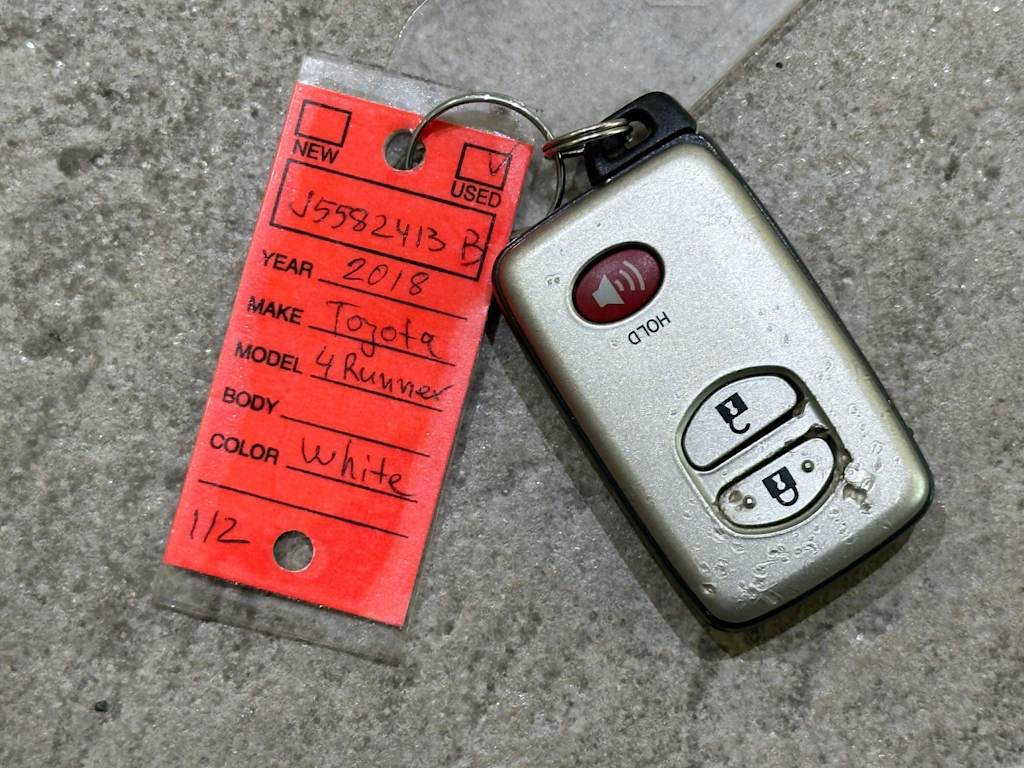 NEW
USED
J5582413 B
YEAR 2018
MAKE Toyota
MODEL 4Runner
BODY
COLOR White
1/2
HOLD